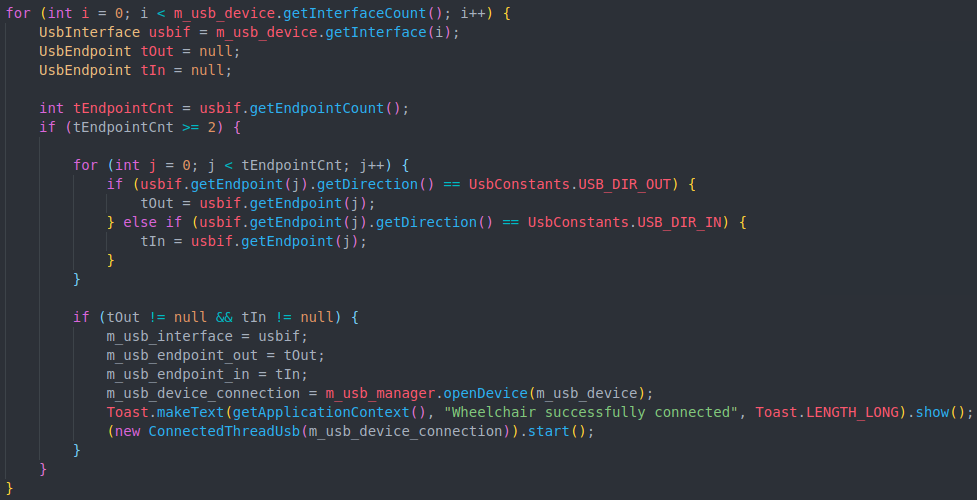 for (int i = 0; i < m_usb_device.getInterfaceCount(); i++) {
    UsbInterface usbif = m_usb_device.getInterface(i);
    UsbEndpoint tOut = null;
    UsbEndpoint tIn = null;

    int tEndpointCnt = usbif.getEndpointCount();
    if (tEndpointCnt >= 2) {

        for (int j = 0; j < tEndpointCnt; j++) {
            if (usbif.getEndpoint(j).getDirection() == UsbConstants.USB_DIR_OUT) {
                tOut = usbif.getEndpoint(j);
            } else if (usbif.getEndpoint(j).getDirection() == UsbConstants.USB_DIR_IN) {
                tIn = usbif.getEndpoint(j);
            }
        }

        if (tOut != null && tIn != null) {
            m_usb_interface = usbif;
            m_usb_endpoint_out = tOut;
            m_usb_endpoint_in = tIn;
            m_usb_device_connection = m_usb_manager.openDevice(m_usb_device);
            Toast.makeText(getApplicationContext(), "Wheelchair successfully connected", Toast.LENGTH_LONG).show();
            (new ConnectedThreadUsb(m_usb_device_connection)).start();
        }
    }
}